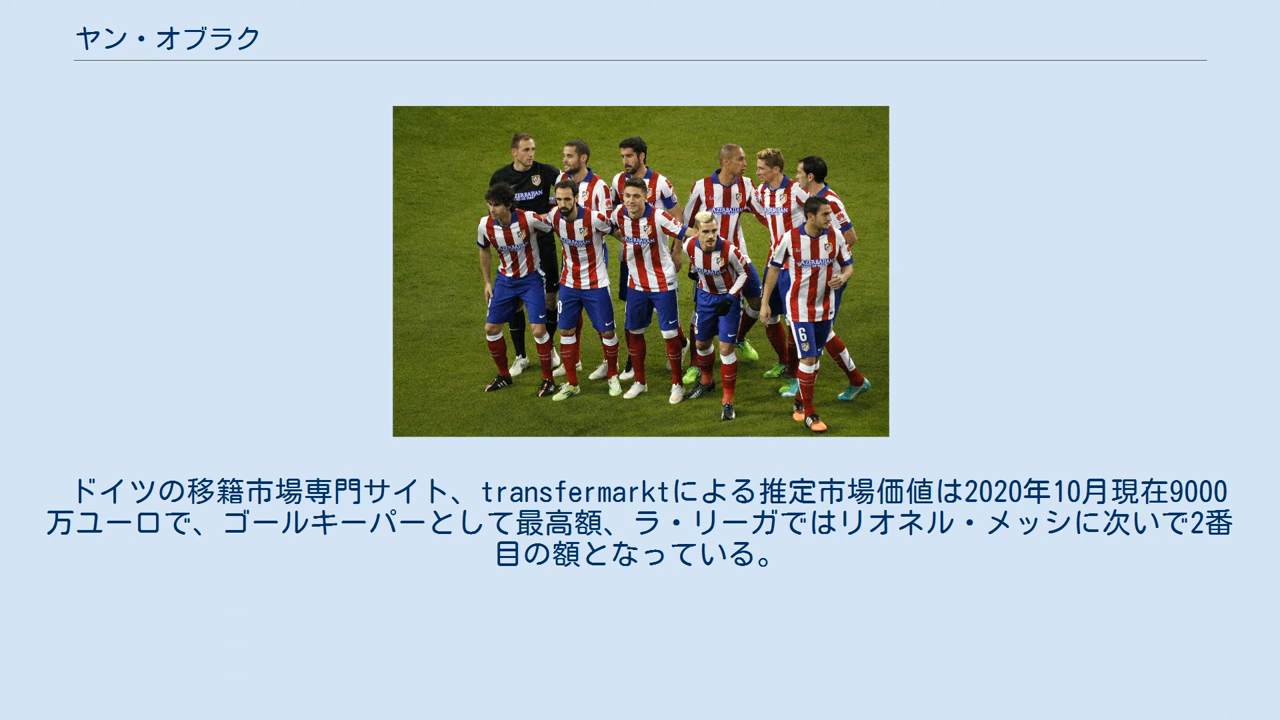 ヤン・オブラク
AZERBAIJAN
AZERBAIJAN
AZERBAIJAN
AZERBAIJAN
6
ドイツの移籍市場専門サイト、transfermarktによる推定市場価値は2020年10月現在9000
万ユーロで、ゴールキーパーとして最高額、ラ・リーガではリオネル・メッシに次いで2番
目の額となっている。